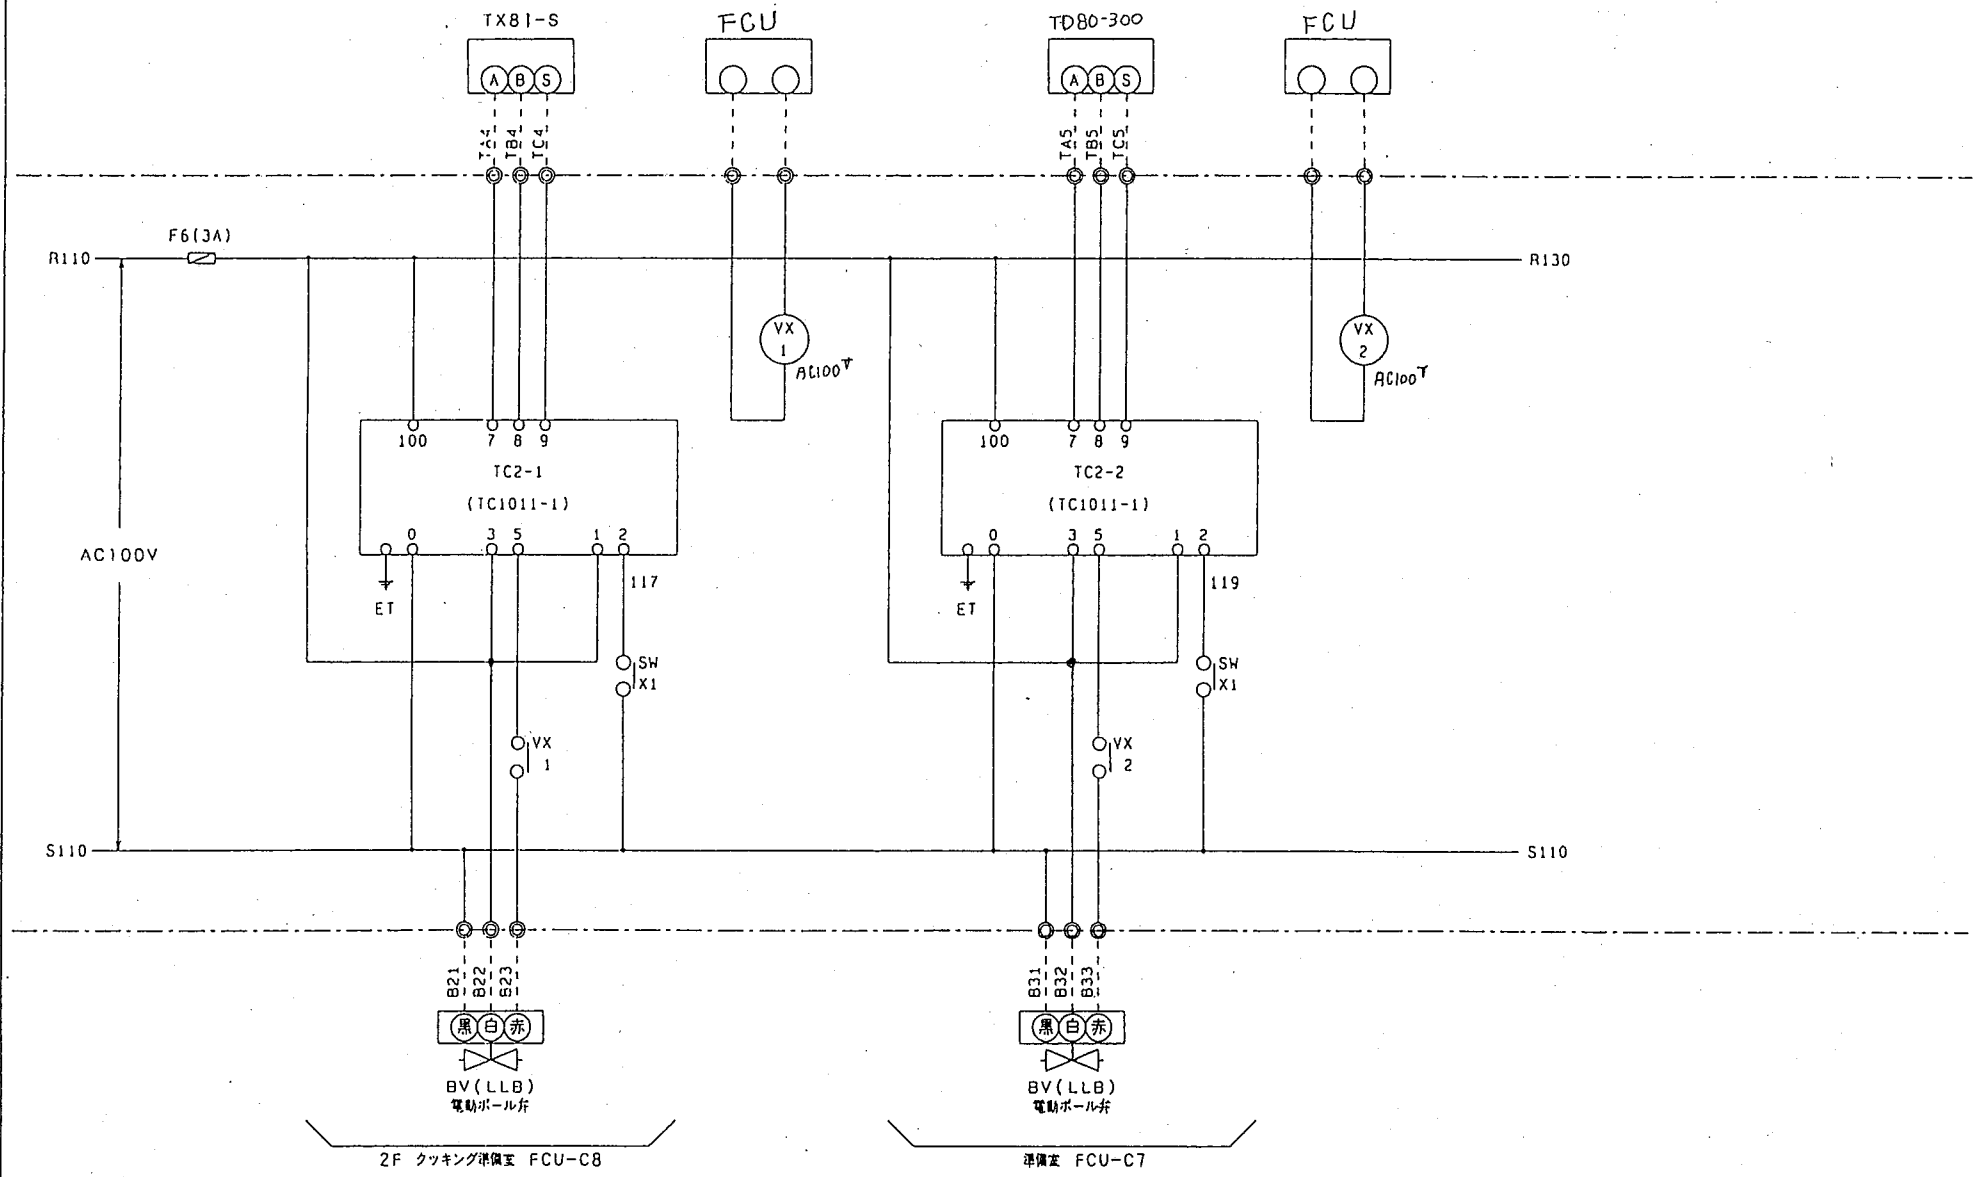 TX81-S
FCU
TD80-300
FCU
A B S
A B S
TA4 TB4 TC4
TA5 TB5 TC5
F6(3A)
R110
R130
VX
1
AC100V
VX
2
AC100V
100 7 8 9
TC2-1
(TC1011-1)
0 3 5 1 2
100 7 8 9
TC2-2
(TC1011-1)
0 3 5 1 2
AC100V
ET
117
ET
119
SW
X1
SW
X1
VX
1
VX
2
S110
S110
B21 B22 B23
B31 B32 B33
黒 白 赤
黒 白 赤
BV(LLB)
電動ボール弁
BV(LLB)
電動ボール弁
2F クッキング準備室 FCU-C8
準備室 FCU-C7